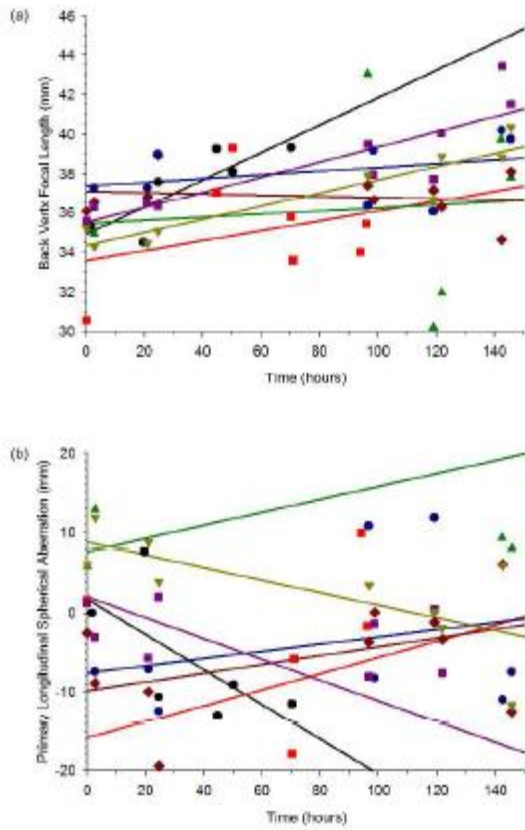 (a)
Back Vertx Focal Length (mm)
46
44
42
40
38
36
34
32
30
0 20 40 60 80 100 120 140
Time (hours)
(b)
Primary Longitudinal Spherical Aberration (mm)
20
10
0
-10
-20
0 20 40 60 80 100 120 140
Time (hours)